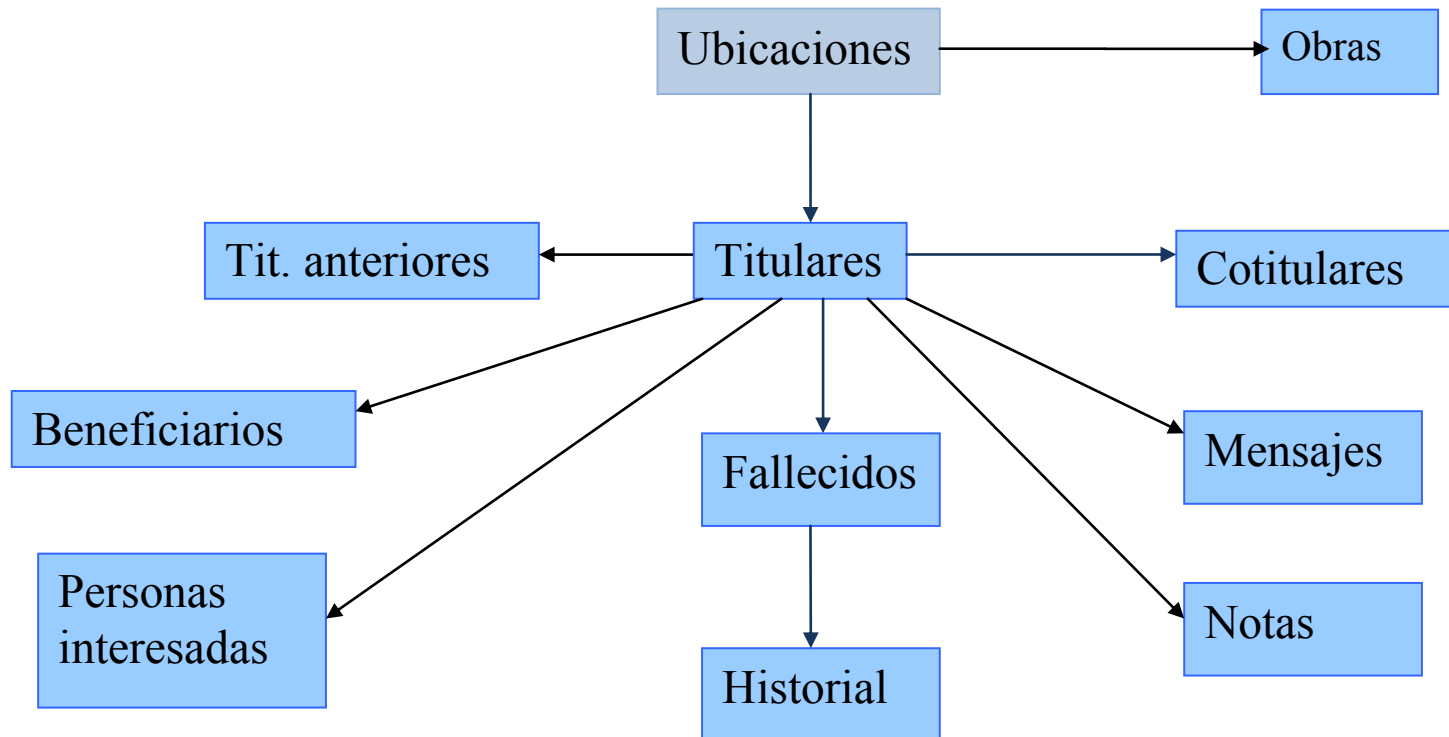 Ubicaciones
Obras
Tit. anteriores
Titulares
Cotitulares
Beneficiarios
Fallecidos
Mensajes
Personas
interesadas
Notas
Historial